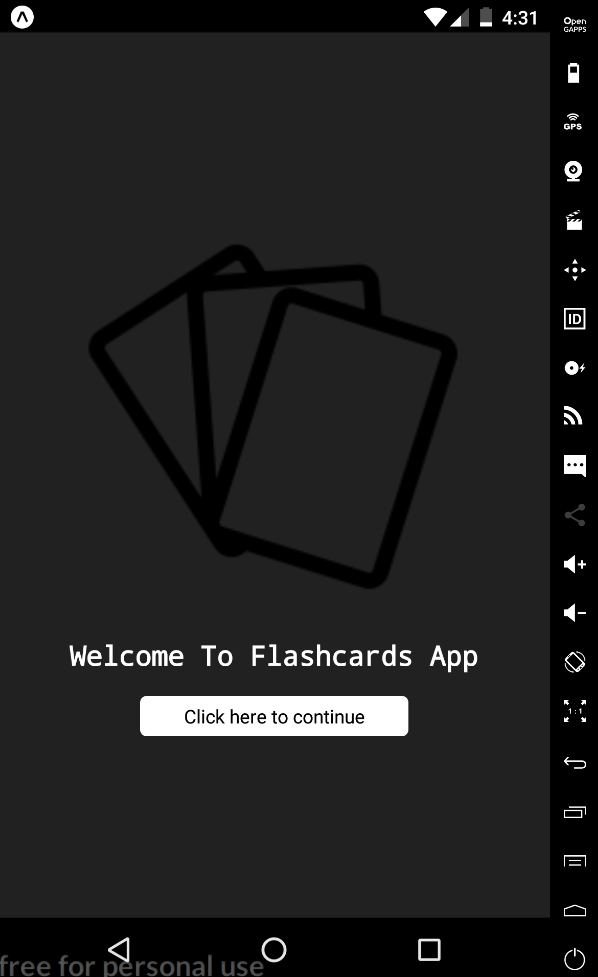 4:31
Open
GAPPS
GPS
ID
Welcome To Flashcards App
1:1
Click here to continue
free for personal use